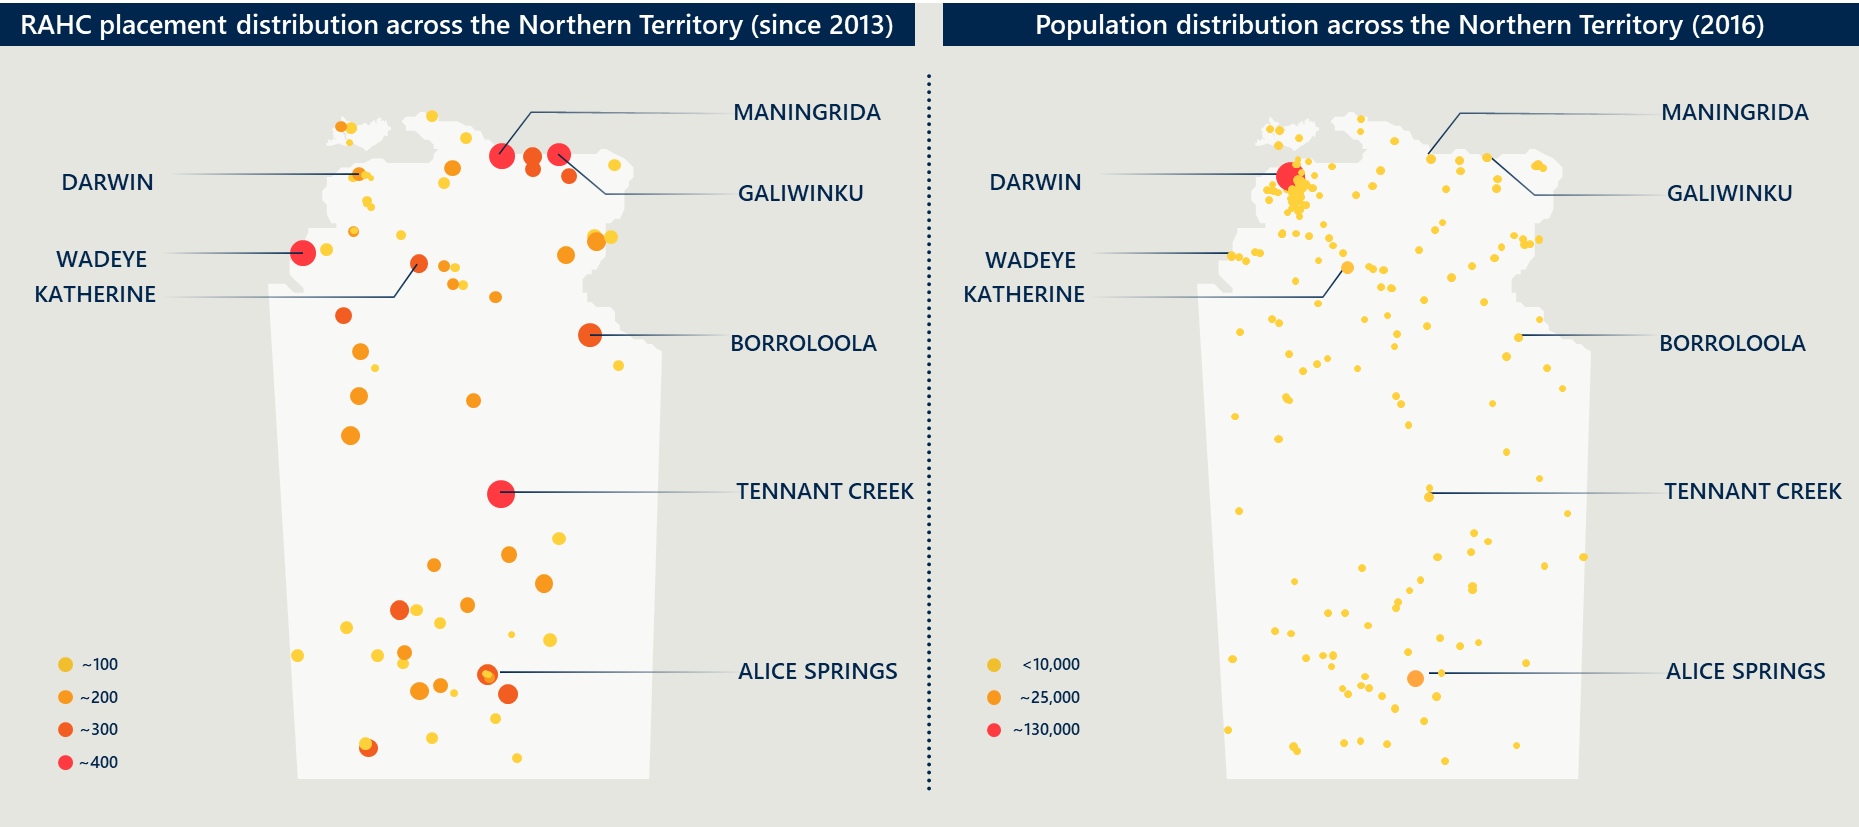 RAHC placement distribution across the Northern Territory (since 2013)
MANINGRIDA
DARWIN
GALIWINKU
WADEYE
KATHERINE
BORROLOOLA
TENNANT CREEK
ALICE SPRINGS
~100
~200
~300
~400
Population distribution across the Northern Territory (2016)
MANINGRIDA
DARWIN
GALIWINKU
WADEYE
KATHERINE
BORROLOOLA
TENNANT CREEK
ALICE SPRINGS
<10,000
~25,000
~130,000